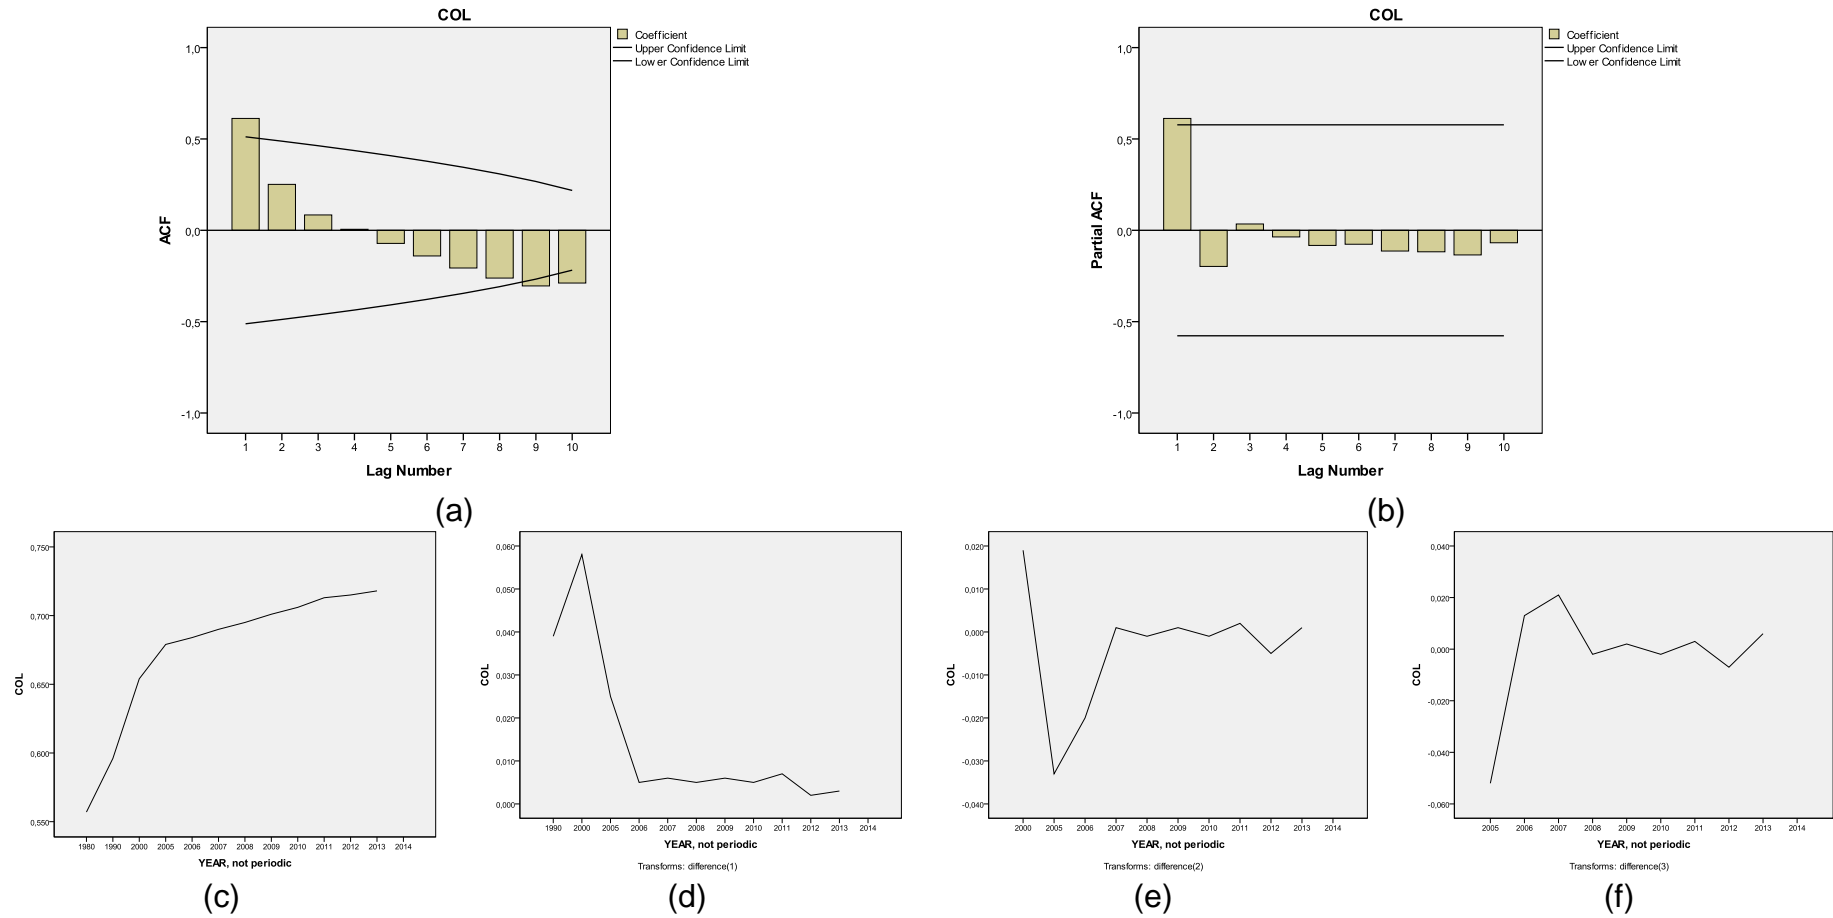 COL
Coefficient
Upper Confidence Limit
Lower Confidence Limit
1,0
0,5
0,0
-0,5
-1,0
ACF
1 2 3 4 5 6 7 8 9 10
Lag Number
(a)
COL
Coefficient
Upper Confidence Limit
Lower Confidence Limit
1,0
0,5
0,0
-0,5
-1,0
Partial ACF
1 2 3 4 5 6 7 8 9 10
Lag Number
(b)
0,750
0,700
0,650
0,600
0,550
COL
1980 1990 2000 2005 2006 2007 2008 2009 2010 2011 2012 2013 2014
YEAR, not periodic
(c)
0,060
0,050
0,040
0,030
0,020
0,010
0,000
COL
1990 2000 2005 2006 2007 2008 2009 2010 2011 2012 2013 2014
YEAR, not periodic
Transforms: difference(1)
(d)
0,020
0,010
0,000
-0,010
-0,020
-0,030
-0,040
COL
2000 2005 2006 2007 2008 2009 2010 2011 2012 2013 2014
YEAR, not periodic
Transforms: difference(2)
(e)
0,040
0,020
0,000
-0,020
-0,040
-0,060
COL
2005 2006 2007 2008 2009 2010 2011 2012 2013 2014
YEAR, not periodic
Transforms: difference(3)
(f)